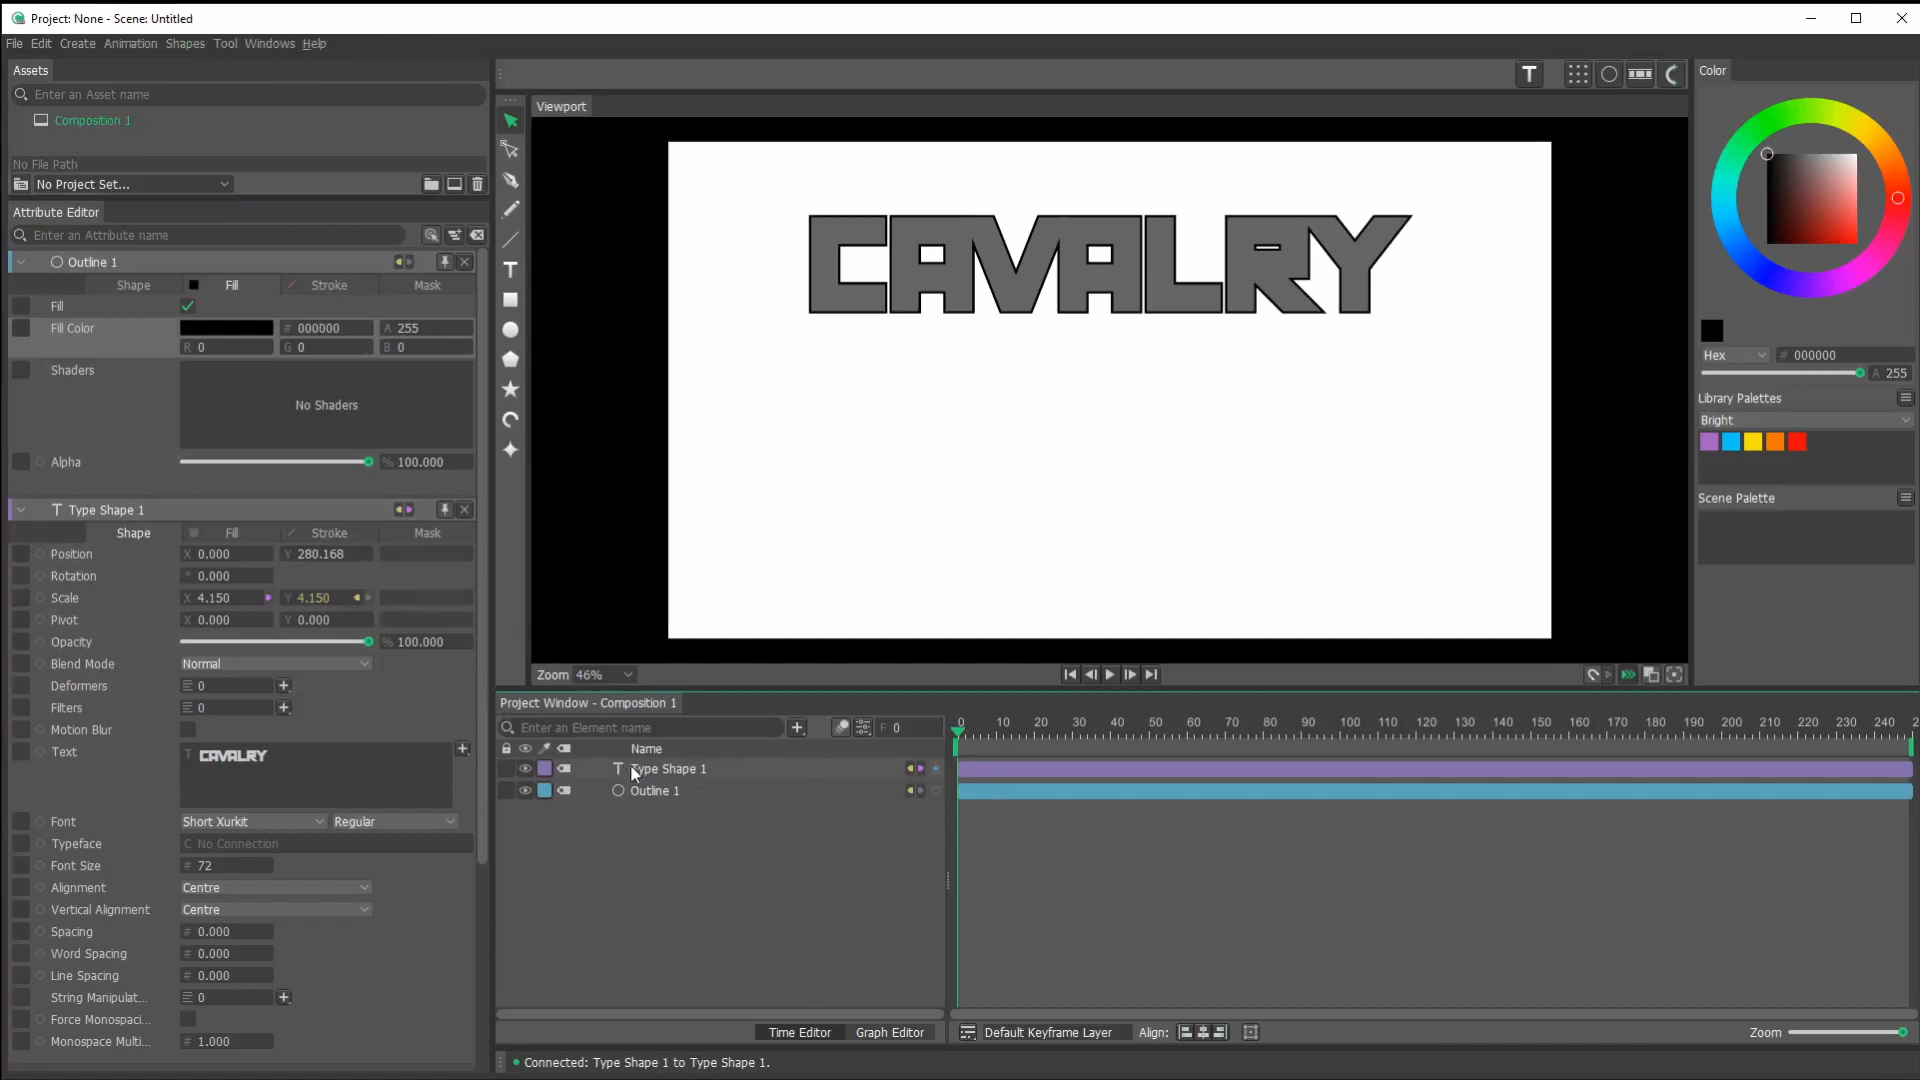 Project: None - Scene: Untitled
File Edit Create Animation Shapes Tool Windows Help
Assets
Enter an Asset name
Composition 1
No File Path
No Project Set...
Attribute Editor
Enter an Attribute name
Outline 1
Shape Fill Stroke Mask
Fill
Fill Color # 000000 A 255
R 0 G 0 B 0
Shaders
No Shaders
Alpha % 100.000
T Type Shape 1
Shape Fill Stroke Mask
Position X 0.000 Y 280.168
Rotation ° 0.000
Scale X 4.150 Y 4.150
Pivot X 0.000 Y 0.000
Opacity % 100.000
Blend Mode Normal
Deformers 0
Filters 0
Motion Blur
Text T CAVALRY
Font Short Xurkit Regular
Typeface C No Connection
Font Size # 72
Alignment Centre
Vertical Alignment Centre
Spacing # 0.000
Word Spacing # 0.000
Line Spacing # 0.000
String Manipulat... 0
Force Monospaci...
Monospace Multi... # 1.000
T
Viewport
T
CAVALRY
Zoom 46%
Project Window - Composition 1
Enter an Element name F 0
Name
T Type Shape 1
Outline 1
0 10 20 30 40 50 60 70 80 90 100 110 120 130 140 150 160 170 180 190 200 210 220 230 240 2
Time Editor Graph Editor
Default Keyframe Layer Align: Zoom
Connected: Type Shape 1 to Type Shape 1.
Color
Hex # 000000
A 255
Library Palettes
Bright
Scene Palette